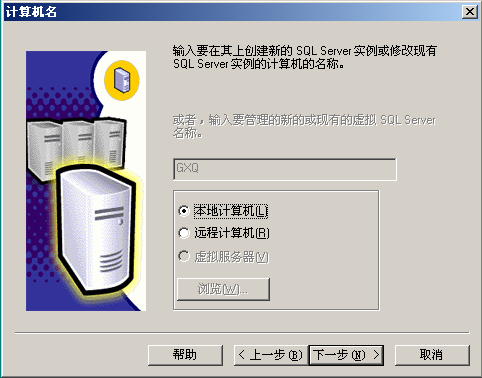 计算机名
输入要在其上创建新的 SQL Server 实例或修改现有
SQL Server 实例的计算机的名称。
或者，输入要管理的新的或现有的虚拟 SQL Server
名称。
GXQ
本地计算机(L)
远程计算机(R)
虚拟服务器(V)
浏览(W)...
帮助
< 上一步(B)
下一步(N) >
取消